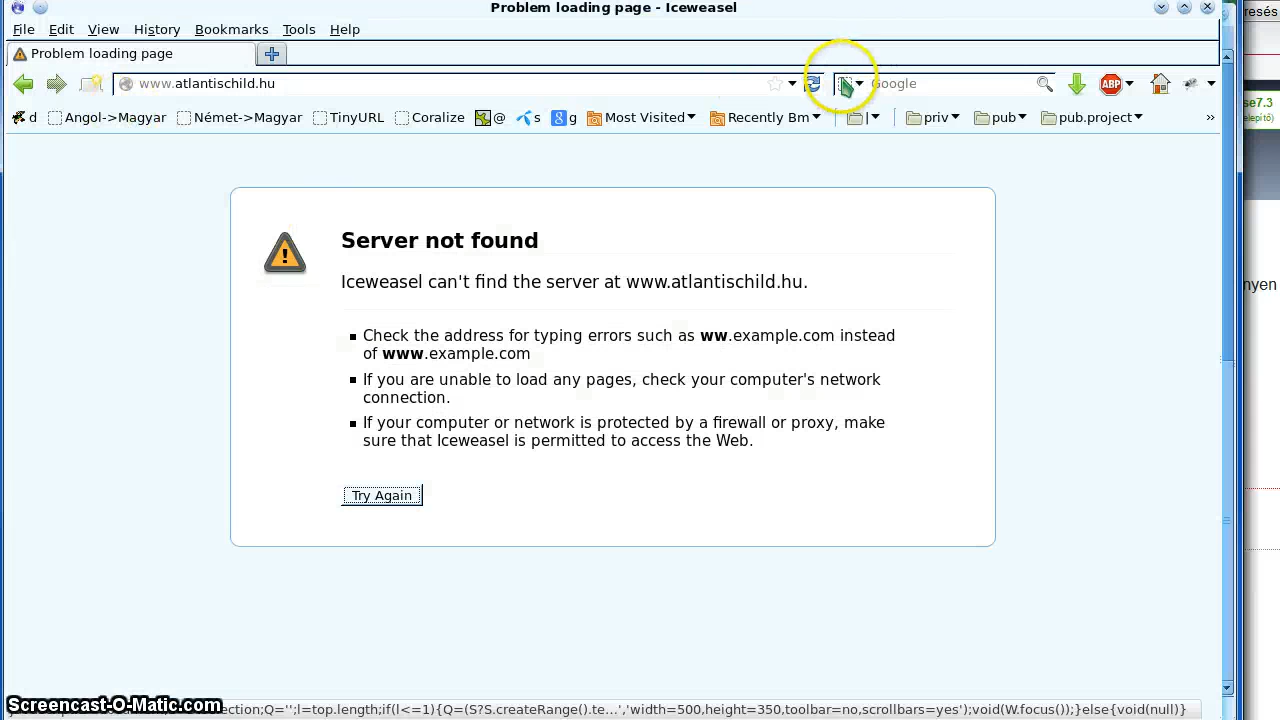 Problem loading page - Iceweasel
resés
File Edit View History Bookmarks Tools Help
Problem loading page
www.atlantischild.hu
Google
ABP
se7.3
d Angol->Magyar Német->Magyar TinyURL Coralize @ s g Most Visited Recently Bm | priv pub pub.project »
Server not found
Iceweasel can't find the server at www.atlantischild.hu.
nyen
Check the address for typing errors such as ww.example.com instead
of www.example.com
If you are unable to load any pages, check your computer's network
connection.
If your computer or network is protected by a firewall or proxy, make
sure that Iceweasel is permitted to access the Web.
Try Again
Screencast-O-Matic.com
ection;Q='';l=top.length;if(l<=1){Q=(S?S.createRange().te...','width=500,height=350,toolbar=no,scrollbars=yes');void(W.focus());}else{void(null)}